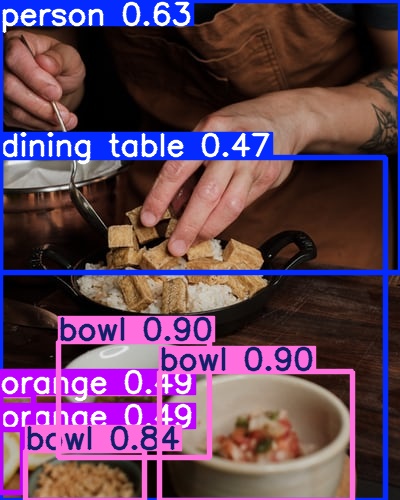 person 0.63
dining table 0.47
bowl 0.90
bowl 0.90
orange 0.49
orange 0.49
bowl 0.84